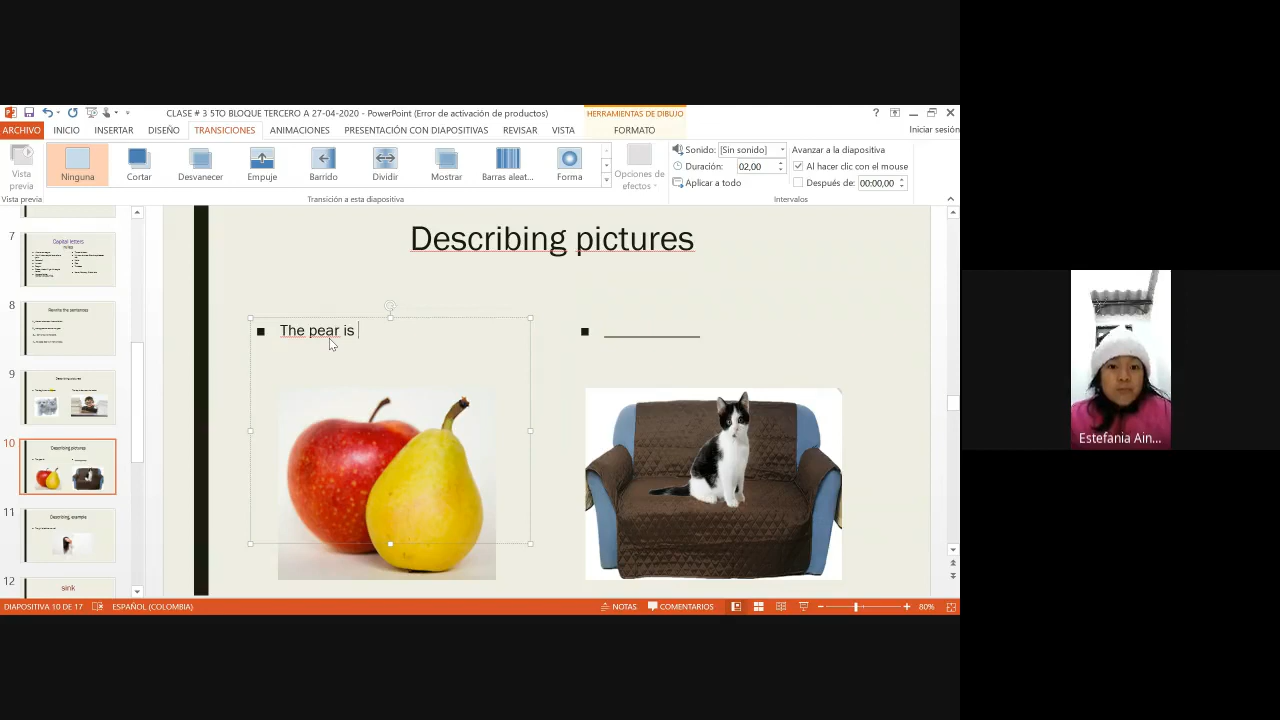 CLASE # 3 5TO BLOQUE TERCERO A 27-04-2020 - PowerPoint (Error de activación de productos)
HERRAMIENTAS DE DIBUJO
?
ARCHIVO INICIO INSERTAR DISEÑO TRANSICIONES ANIMACIONES PRESENTACIÓN CON DIAPOSITIVAS REVISAR VISTA FORMATO Iniciar sesión
Vista previa
Ninguna Cortar Desvanecer Empuje Barrido Dividir Mostrar Barras aleat... Forma
Opciones de efectos
Sonido: [Sin sonido]
Duración: 02,00
Aplicar a todo
Avanzar a la diapositiva
Al hacer clic con el mouse
Después de: 00:00,00
Vista previa Transición a esta diapositiva Intervalos
7
Capital letters
rules
8
Rewrite the sentences
9
Describing pictures
10
Describing pictures
11
Describing, example
12
sink
Describing pictures
The pear is
Estefania Ain...
DIAPOSITIVA 10 DE 17 ESPAÑOL (COLOMBIA) NOTAS COMENTARIOS 80%